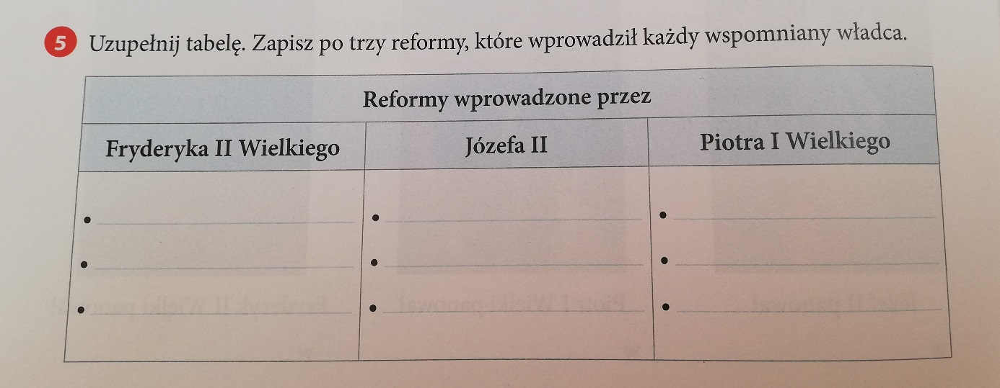 5 Uzupełnij tabelę. Zapisz po trzy reformy, które wprowadził każdy wspomniany władca.
Reformy wprowadzone przez
Fryderyka II Wielkiego
Józefa II
Piotra I Wielkiego